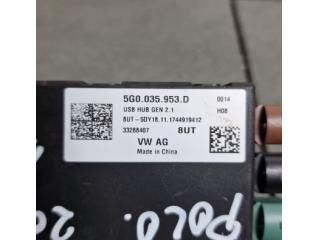 5G0.035.953.D 0014
USB HUB GEN 2.1 H08
8UT-SDY18.11.1744919412
33288407 8UT
VW AG
Made in China
POLO. 20